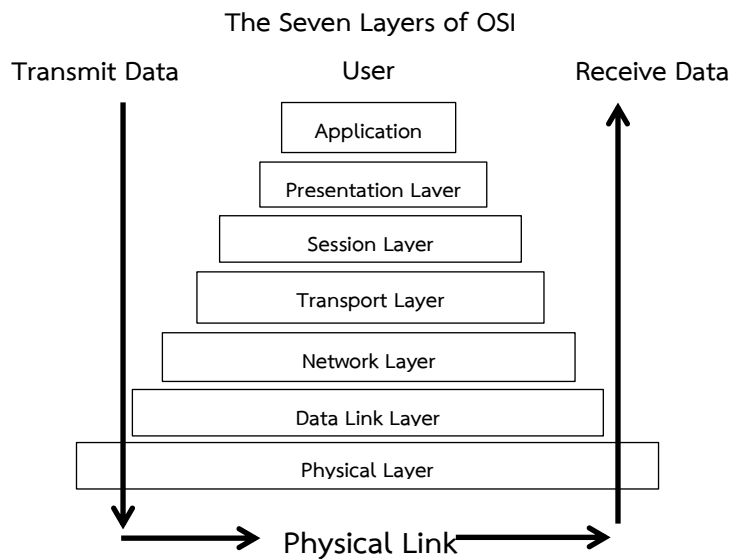 The Seven Layers of OSI
Transmit Data User Receive Data
Application
Presentation Layer
Session Layer
Transport Layer
Network Layer
Data Link Layer
Physical Layer
Physical Link